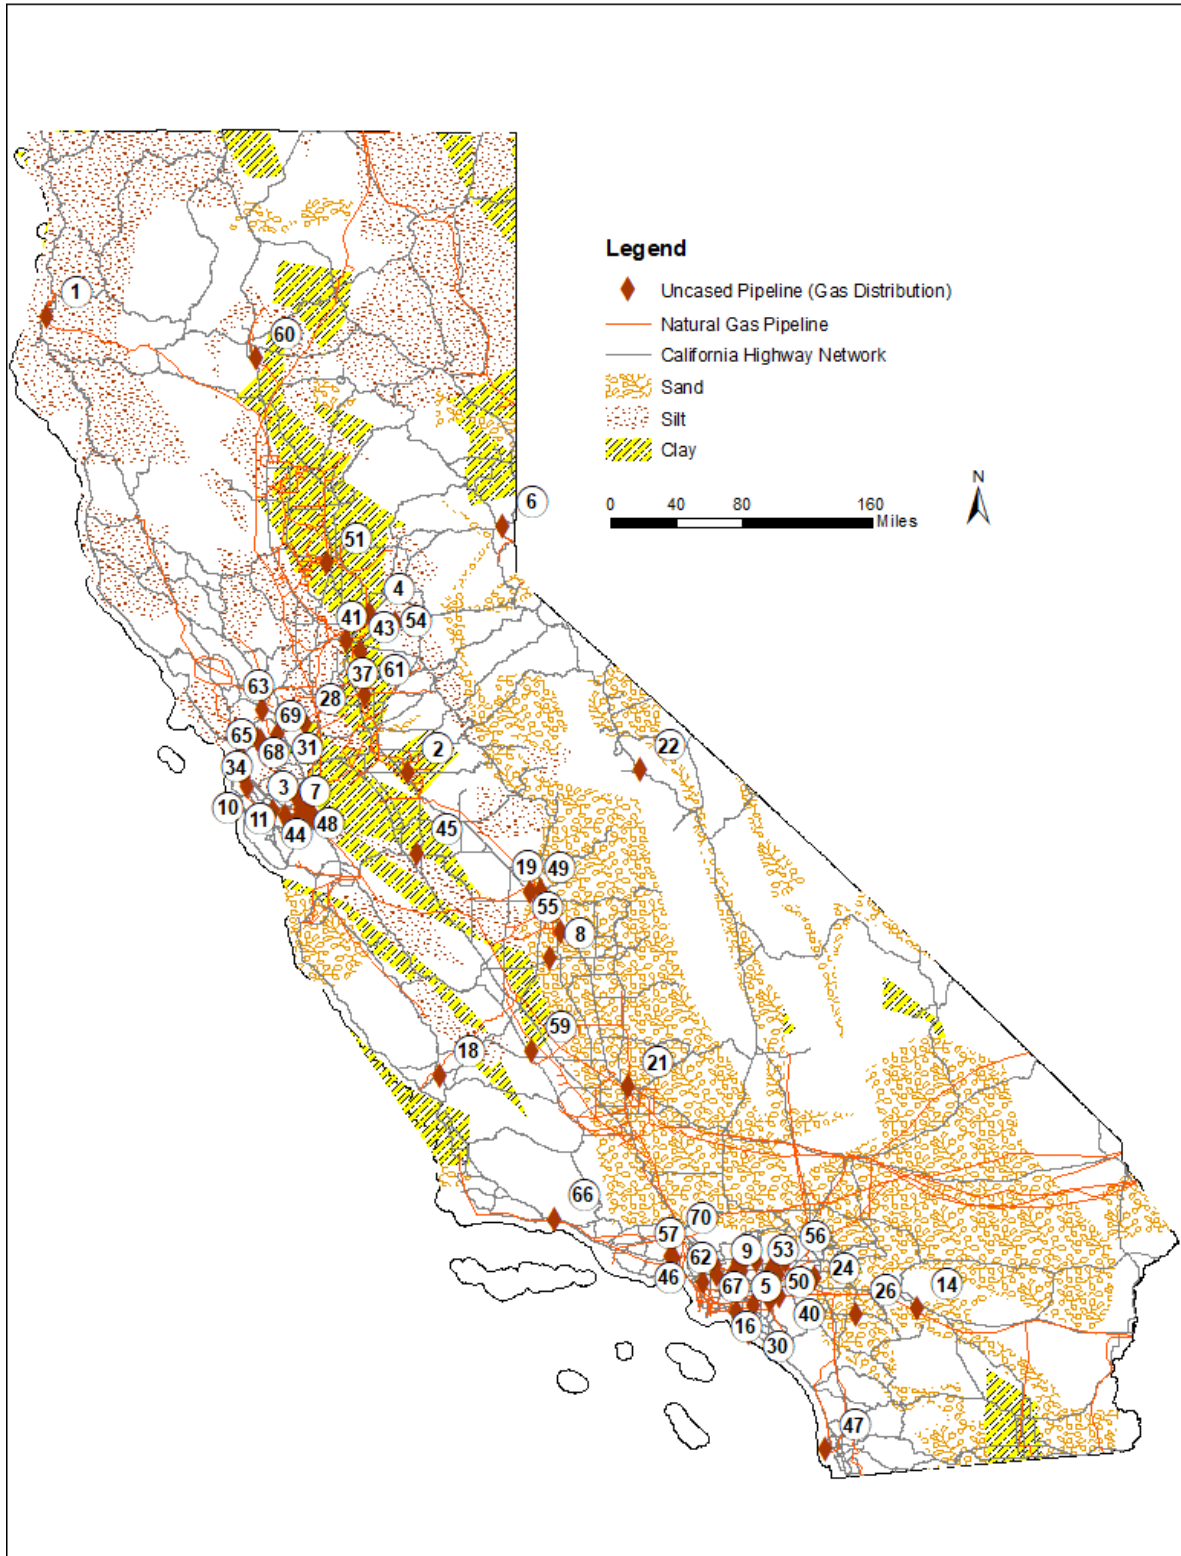 1
60
Legend
Uncased Pipeline (Gas Distribution)
Natural Gas Pipeline
California Highway Network
Sand
Silt
Clay
N
0 40 80 160
Miles
6
51
4
41 43 54
37 61
63 28
69
65 68 31
2 22
34
3 7
10 11 44 48
45
19 49
55
8
59
18 21
66
70
57 56
62 9 53
46 67 5 50 24
26 14
16 40
30
47